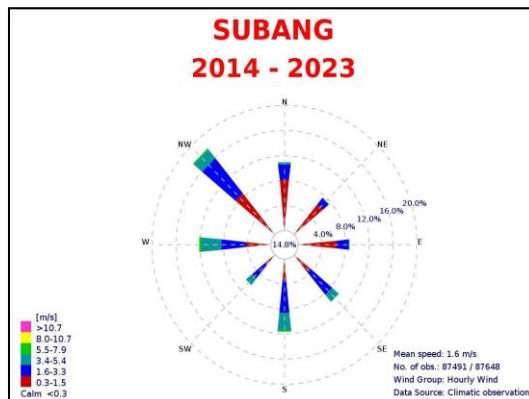 SUBANG
2014 - 2023
N
NW
NE
20.0%
16.0%
12.0%
8.0%
4.0%
W
14.8%
E
[m/s]
>10.7
8.0-10.7
5.5-7.9
3.4-5.4
1.6-3.3
0.3-1.5
Calm <0.3
SW
SE
S
Mean speed: 1.6 m/s
No. of obs.: 87491 / 87648
Wind Group: Hourly Wind
Data Source: Climatic observation